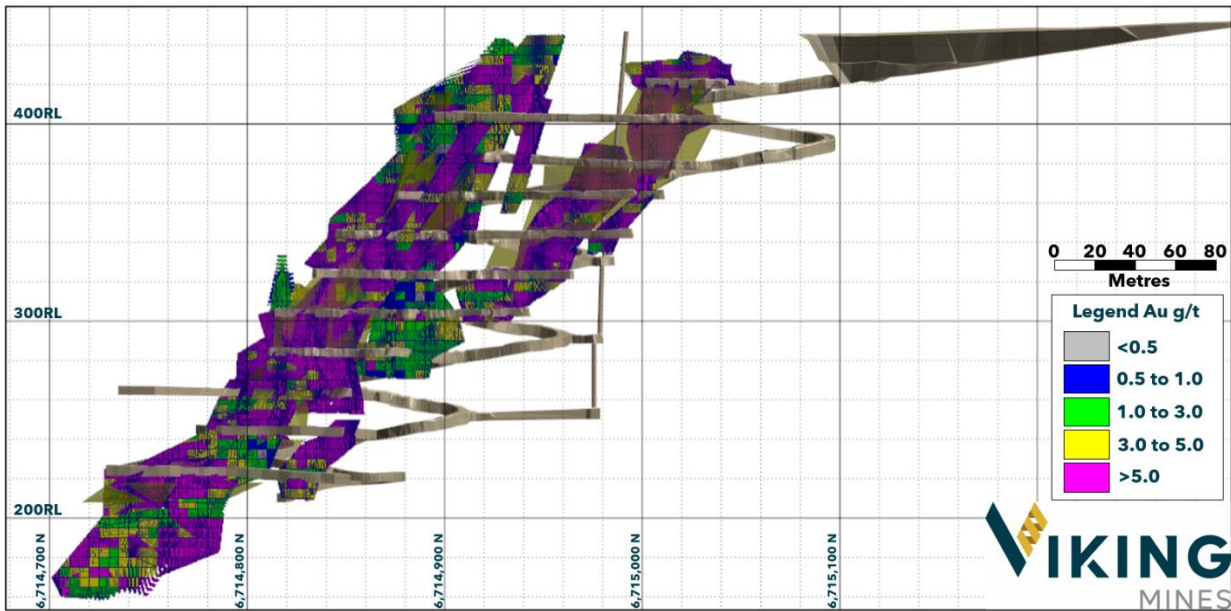 400RL
300RL
200RL
6,714,700 N
6,714,800 N
6,714,900 N
6,715,000 N
6,715,100 N
0 20 40 60 80
Metres
Legend Au g/t
<0.5
0.5 to 1.0
1.0 to 3.0
3.0 to 5.0
>5.0
VIKING
MINES